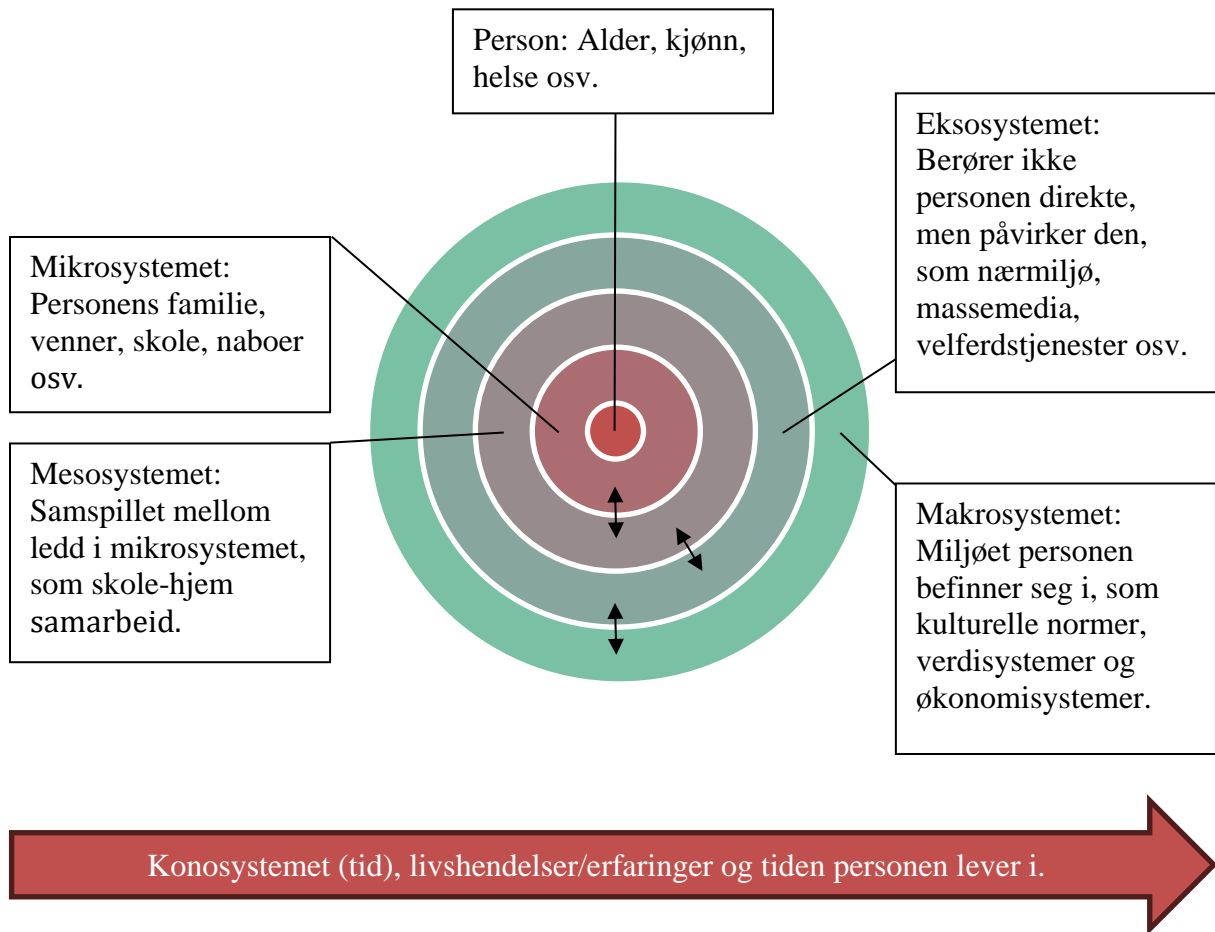 Person: Alder, kjønn,
helse osv.
Eksosystemet:
Berører ikke
personen direkte,
men påvirker den,
som nærmiljø,
massemedia,
velferdstjenester osv.
Mikrosystemet:
Personens familie,
venner, skole, naboer
osv.
Mesosystemet:
Samspillet mellom
ledd i mikrosystemet,
som skole-hjem
samarbeid.
Makrosystemet:
Miljøet personen
befinner seg i, som
kulturelle normer,
verdisystemer og
økonomisystemer.
Konosystemet (tid), livshendelser/erfaringer og tiden personen lever i.